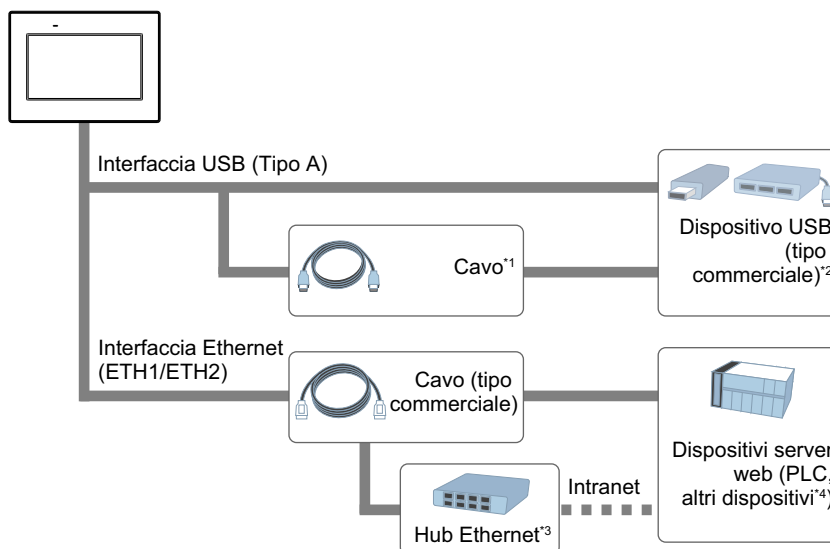 Interfaccia USB (Tipo A)
Dispositivo USB
(tipo
commerciale)*2
Cavo*1
Interfaccia Ethernet
(ETH1/ETH2)
Cavo (tipo
commerciale)
Dispositivi server
web (PLC,
altri dispositivi*4)
Intranet
Hub Ethernet*3